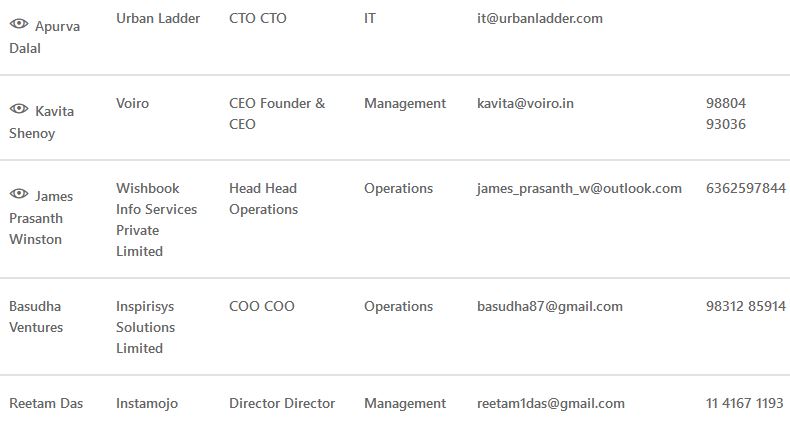 Apurva Dalal Urban Ladder CTO CTO IT it@urbanladder.com
Kavita Shenoy Voiro CEO Founder & CEO Management kavita@voiro.in 98804 93036
James Prasanth Winston Wishbook Info Services Private Limited Head Head Operations Operations james_prasanth_w@outlook.com 6362597844
Basudha Ventures Inspirisys Solutions Limited COO COO Operations basudha87@gmail.com 98312 85914
Reetam Das Instamojo Director Director Management reetam1das@gmail.com 11 4167 1193